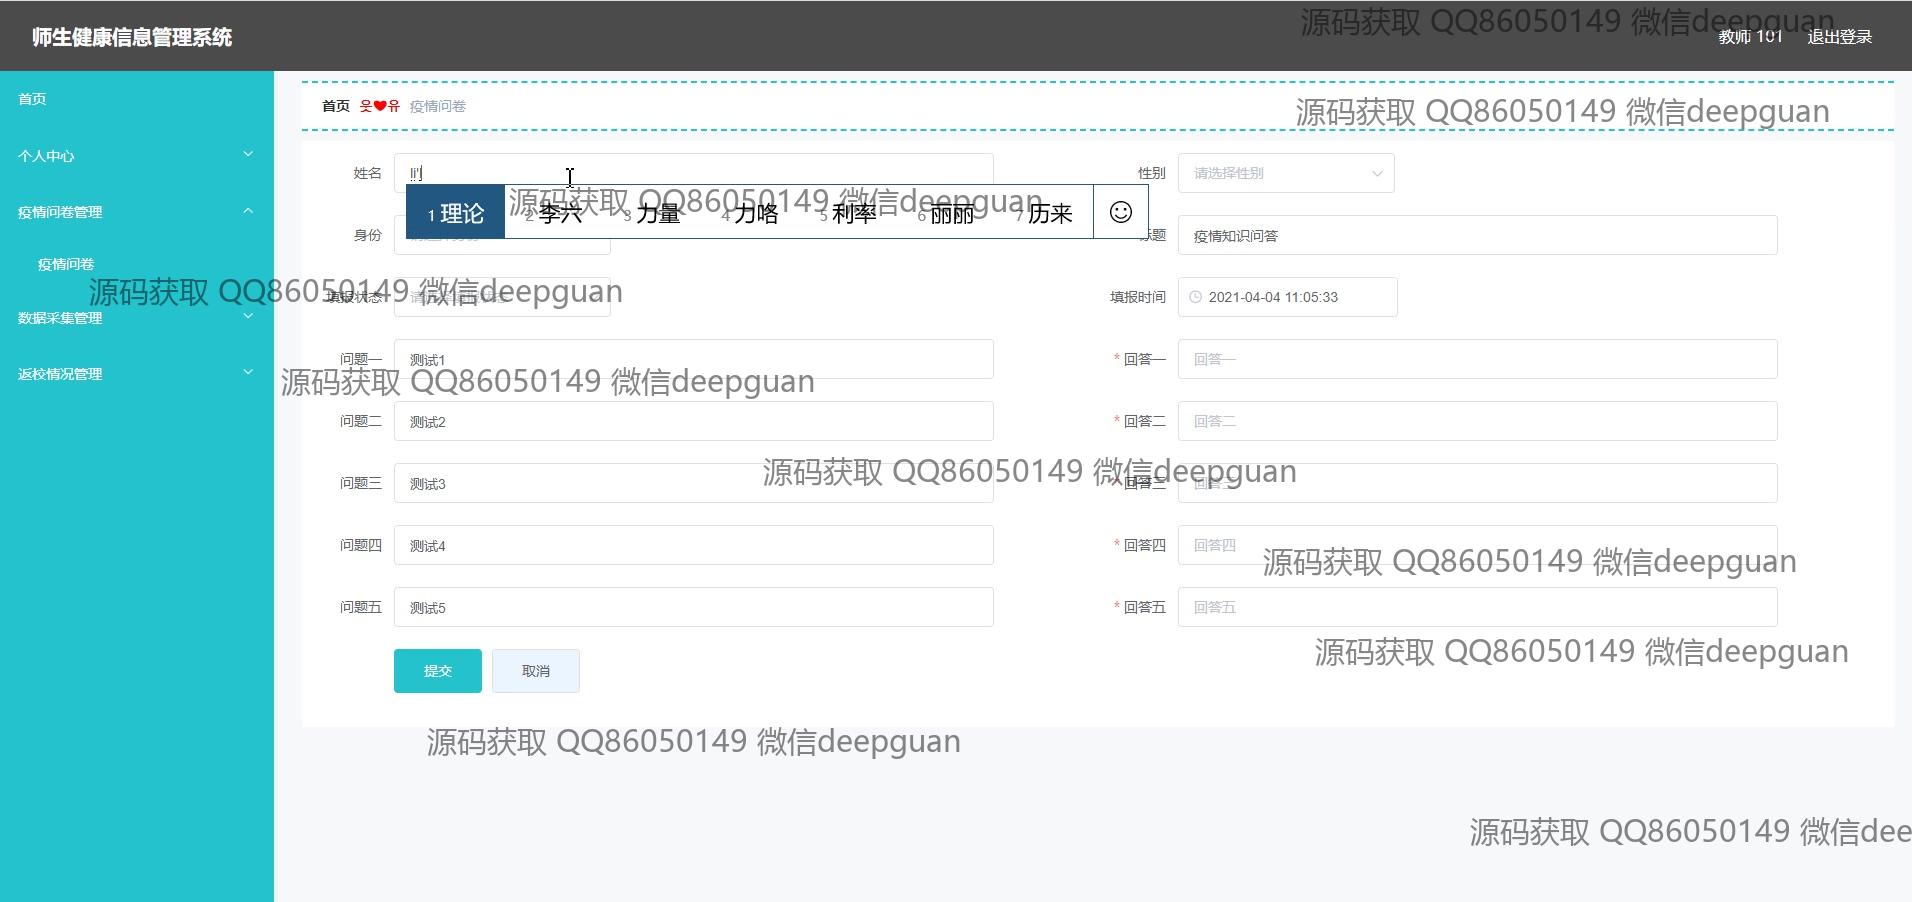 源码获取 QQ86050149 微信deepguan
师生健康信息管理系统
教师 101 退出登录
首页
个人中心
疫情问卷管理
疫情问卷
数据采集管理
返校情况管理
首页 웃❤유 疫情问卷
源码获取 QQ86050149 微信deepguan
姓名 li'l
性别 请选择性别
1 理论 2 李六 3 力量 4 力咯 5 利率 6 丽丽 7 历来
源码获取 QQ86050149 微信deepguan
身份
标题 疫情知识问答
源码获取 QQ86050149 微信deepguan
填报状态
填报时间 2021-04-04 11:05:33
问题一 测试1
* 回答一 回答一
源码获取 QQ86050149 微信deepguan
问题二 测试2
* 回答二 回答二
源码获取 QQ86050149 微信deepguan
问题三 测试3
* 回答三 回答三
问题四 测试4
* 回答四 回答四
源码获取 QQ86050149 微信deepguan
问题五 测试5
* 回答五 回答五
源码获取 QQ86050149 微信deepguan
提交 取消
源码获取 QQ86050149 微信deepguan
源码获取 QQ86050149 微信dee